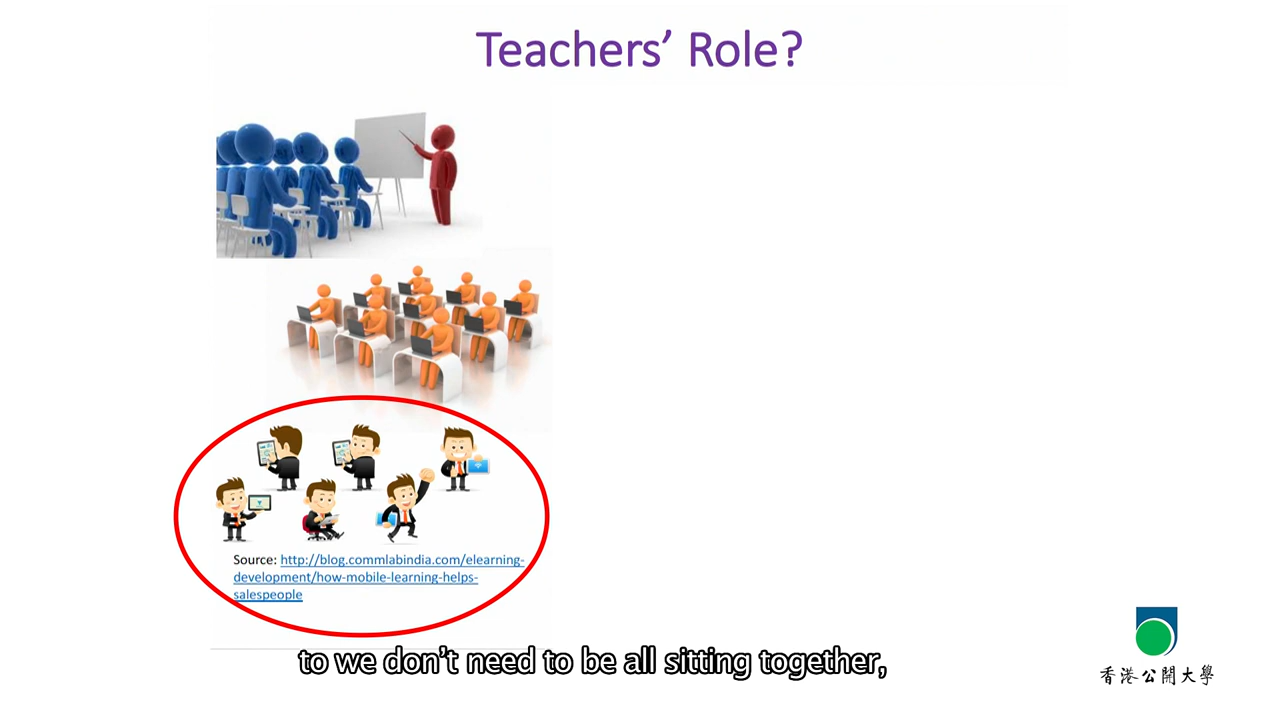 Teachers’ Role?
Source: http://blog.commlabindia.com/elearning-
development/how-mobile-learning-helps-
salespeople
to we don’t need to be all sitting together,
香港公開大學